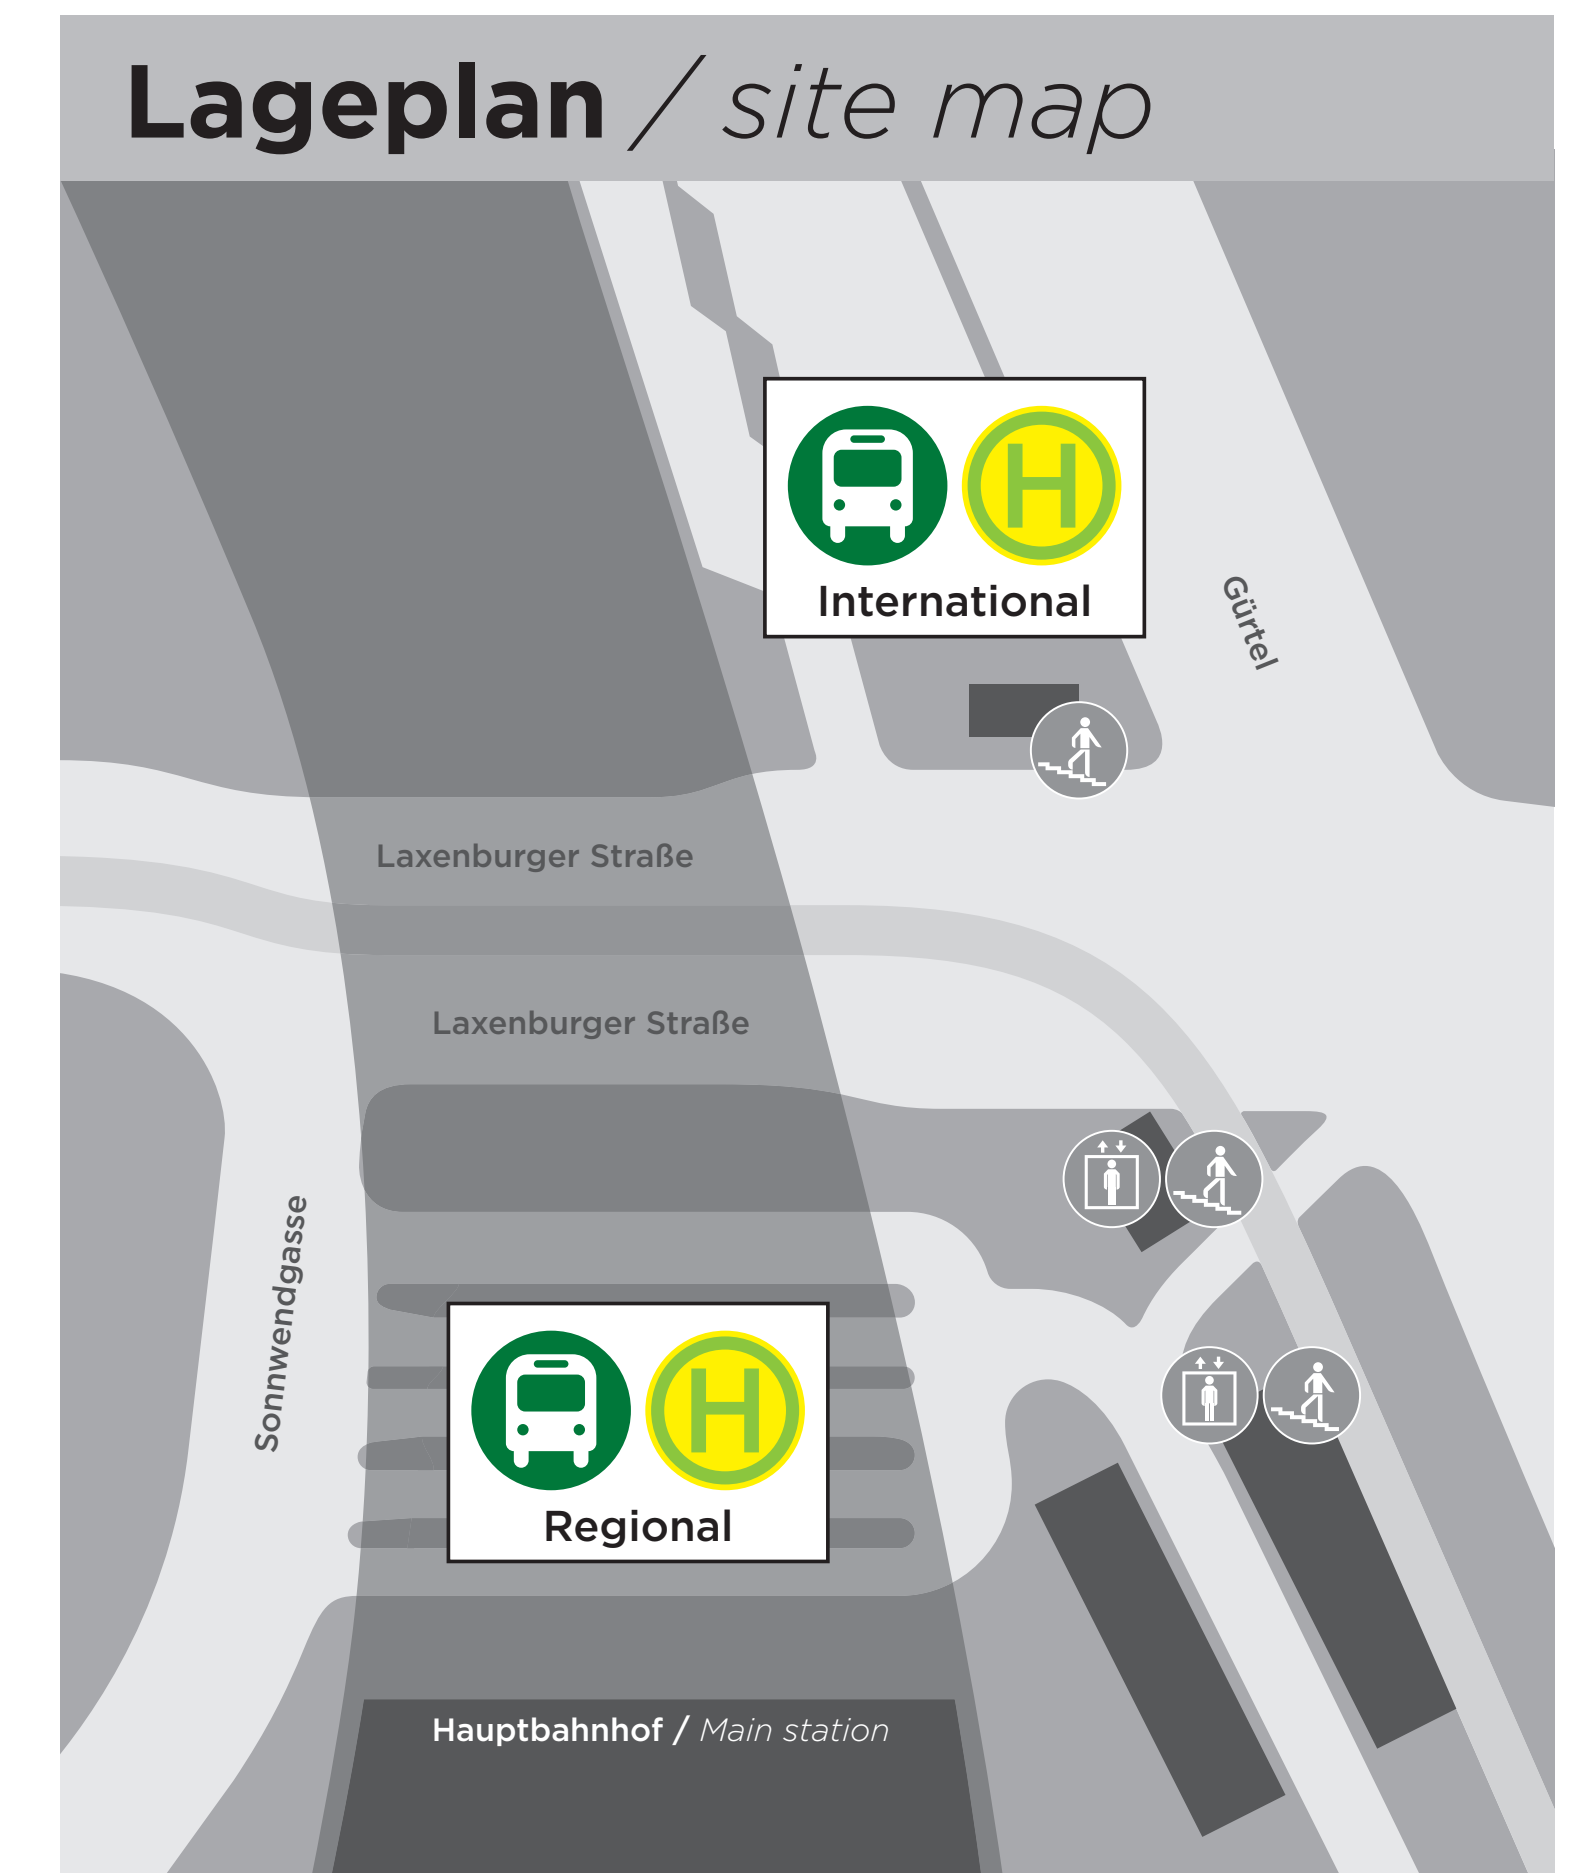 Lageplan / site map
H
International
Gürtel
Laxenburger Straße
Laxenburger Straße
Sonnwendgasse
H
Regional
Hauptbahnhof / Main station